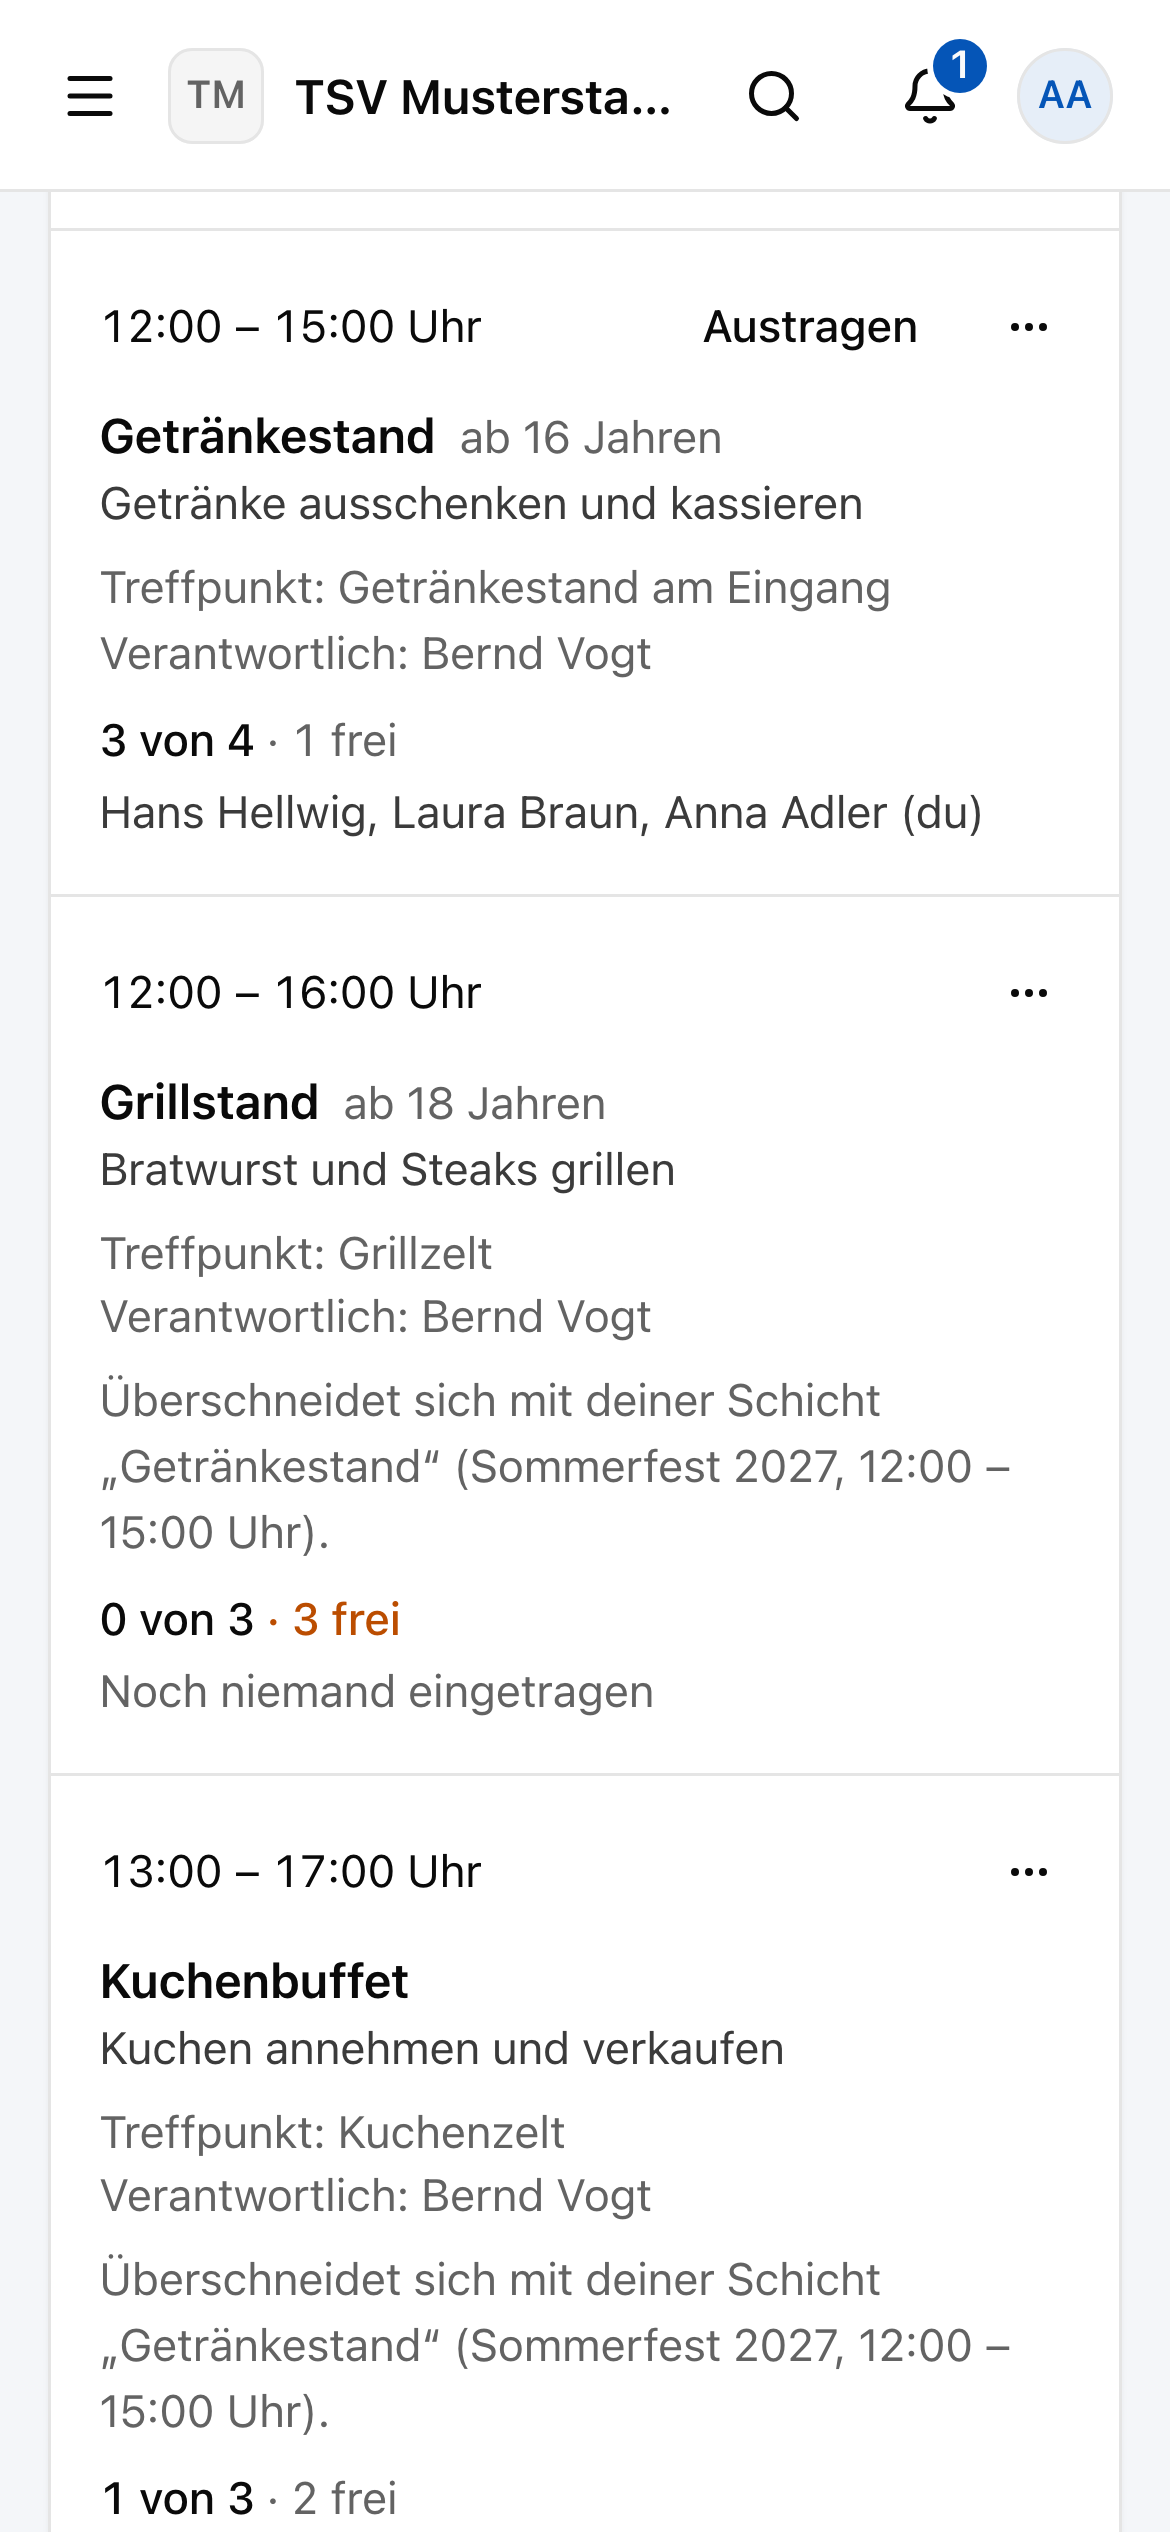 TM TSV Mustersta... 1 AA
12:00 – 15:00 Uhr Austragen ...
Getränkestand ab 16 Jahren
Getränke ausschenken und kassieren
Treffpunkt: Getränkestand am Eingang
Verantwortlich: Bernd Vogt
3 von 4 · 1 frei
Hans Hellwig, Laura Braun, Anna Adler (du)
12:00 – 16:00 Uhr ...
Grillstand ab 18 Jahren
Bratwurst und Steaks grillen
Treffpunkt: Grillzelt
Verantwortlich: Bernd Vogt
Überschneidet sich mit deiner Schicht
„Getränkestand“ (Sommerfest 2027, 12:00 –
15:00 Uhr).
0 von 3 · 3 frei
Noch niemand eingetragen
13:00 – 17:00 Uhr ...
Kuchenbuffet
Kuchen annehmen und verkaufen
Treffpunkt: Kuchenzelt
Verantwortlich: Bernd Vogt
Überschneidet sich mit deiner Schicht
„Getränkestand“ (Sommerfest 2027, 12:00 –
15:00 Uhr).
1 von 3 · 2 frei